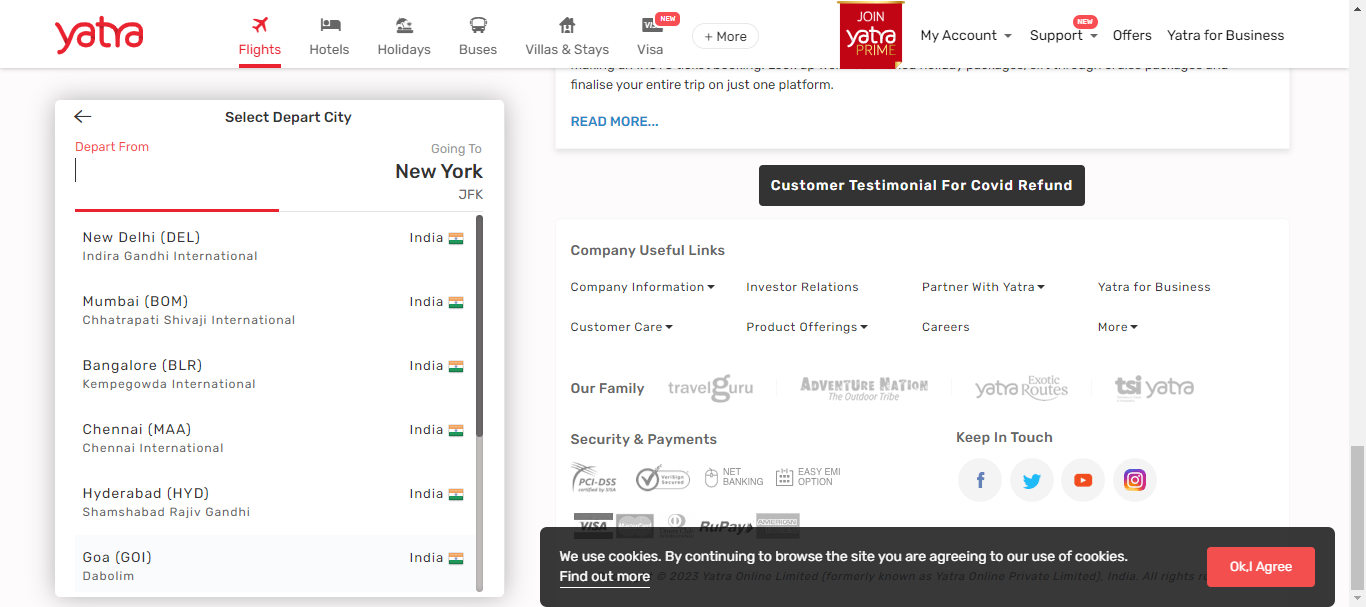 yatra
Flights
Hotels
Holidays
Buses
Villas & Stays
VISA
NEW
Visa
+ More
JOIN
yatra
PRIME
My Account
NEW
Support
Offers
Yatra for Business
finalise your entire trip on just one platform.
READ MORE...
Customer Testimonial For Covid Refund
Select Depart City
Depart From
Going To
New York
JFK
New Delhi (DEL)
India
Indira Gandhi International
Mumbai (BOM)
India
Chhatrapati Shivaji International
Bangalore (BLR)
India
Kempegowda International
Chennai (MAA)
India
Chennai International
Hyderabad (HYD)
India
Shamshabad Rajiv Gandhi
Goa (GOI)
India
Dabolim
Company Useful Links
Company Information
Investor Relations
Partner With Yatra
Yatra for Business
Customer Care
Product Offerings
Careers
More
Our Family
travelguru
ADVENTURE NATION
The Outdoor Tribe
yatra Exotic
Routes
tsi yatra
Security & Payments
PCI-DSS
certified by SISA
VeriSign
Secured
NET
BANKING
EASY EMI
OPTION
VISA
MasterCard
RuPay
AMERICAN
Keep In Touch
We use cookies. By continuing to browse the site you are agreeing to our use of cookies.
Find out more
© 2023 Yatra Online Limited (formerly known as Yatra Online Private Limited), India. All rights
Ok,I Agree